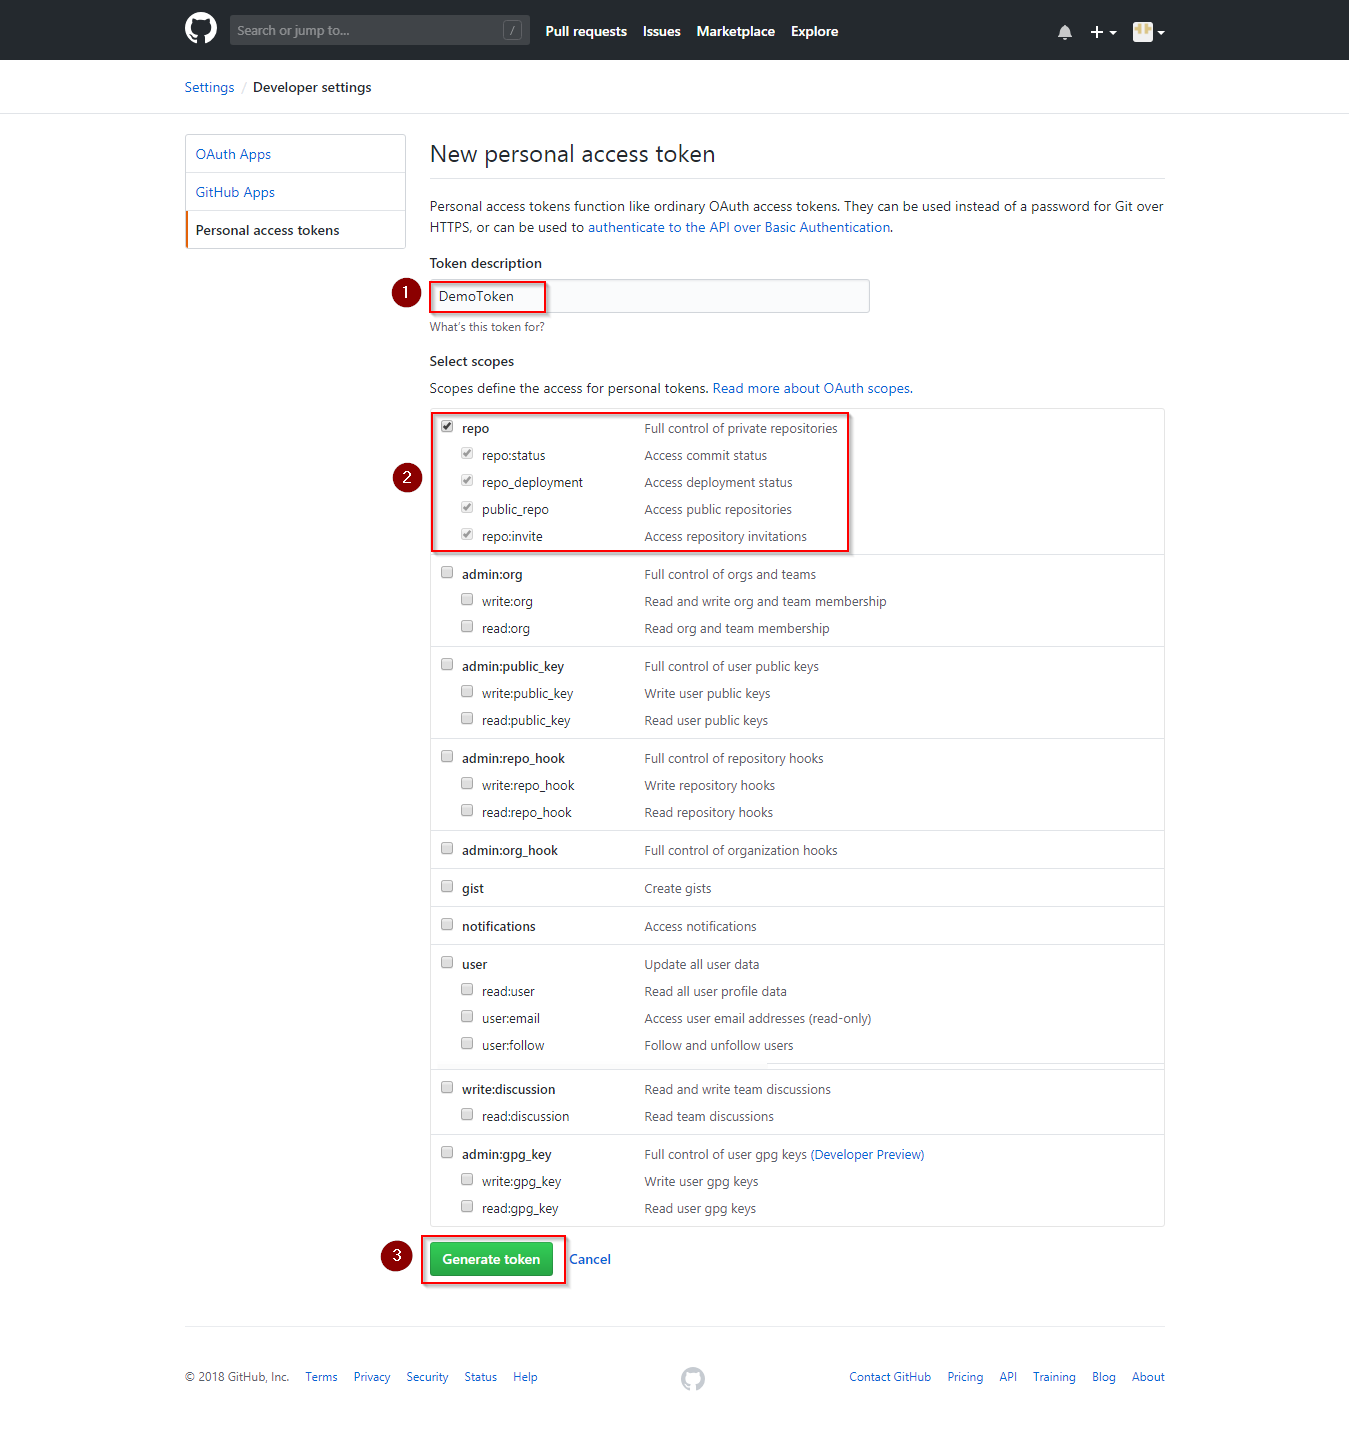 Search or jump to... / Pull requests Issues Marketplace Explore
Settings / Developer settings
OAuth Apps
GitHub Apps
Personal access tokens
New personal access token
Personal access tokens function like ordinary OAuth access tokens. They can be used instead of a password for Git over
HTTPS, or can be used to authenticate to the API over Basic Authentication.
Token description
1 DemoToken
What's this token for?
Select scopes
Scopes define the access for personal tokens. Read more about OAuth scopes.
repo Full control of private repositories
repo:status Access commit status
2
repo_deployment Access deployment status
public_repo Access public repositories
repo:invite Access repository invitations
admin:org Full control of orgs and teams
write:org Read and write org and team membership
read:org Read org and team membership
admin:public_key Full control of user public keys
write:public_key Write user public keys
read:public_key Read user public keys
admin:repo_hook Full control of repository hooks
write:repo_hook Write repository hooks
read:repo_hook Read repository hooks
admin:org_hook Full control of organization hooks
gist Create gists
notifications Access notifications
user Update all user data
read:user Read all user profile data
user:email Access user email addresses (read-only)
user:follow Follow and unfollow users
write:discussion Read and write team discussions
read:discussion Read team discussions
admin:gpg_key Full control of user gpg keys (Developer Preview)
write:gpg_key Write user gpg keys
read:gpg_key Read user gpg keys
3 Generate token Cancel
© 2018 GitHub, Inc. Terms Privacy Security Status Help Contact GitHub Pricing API Training Blog About